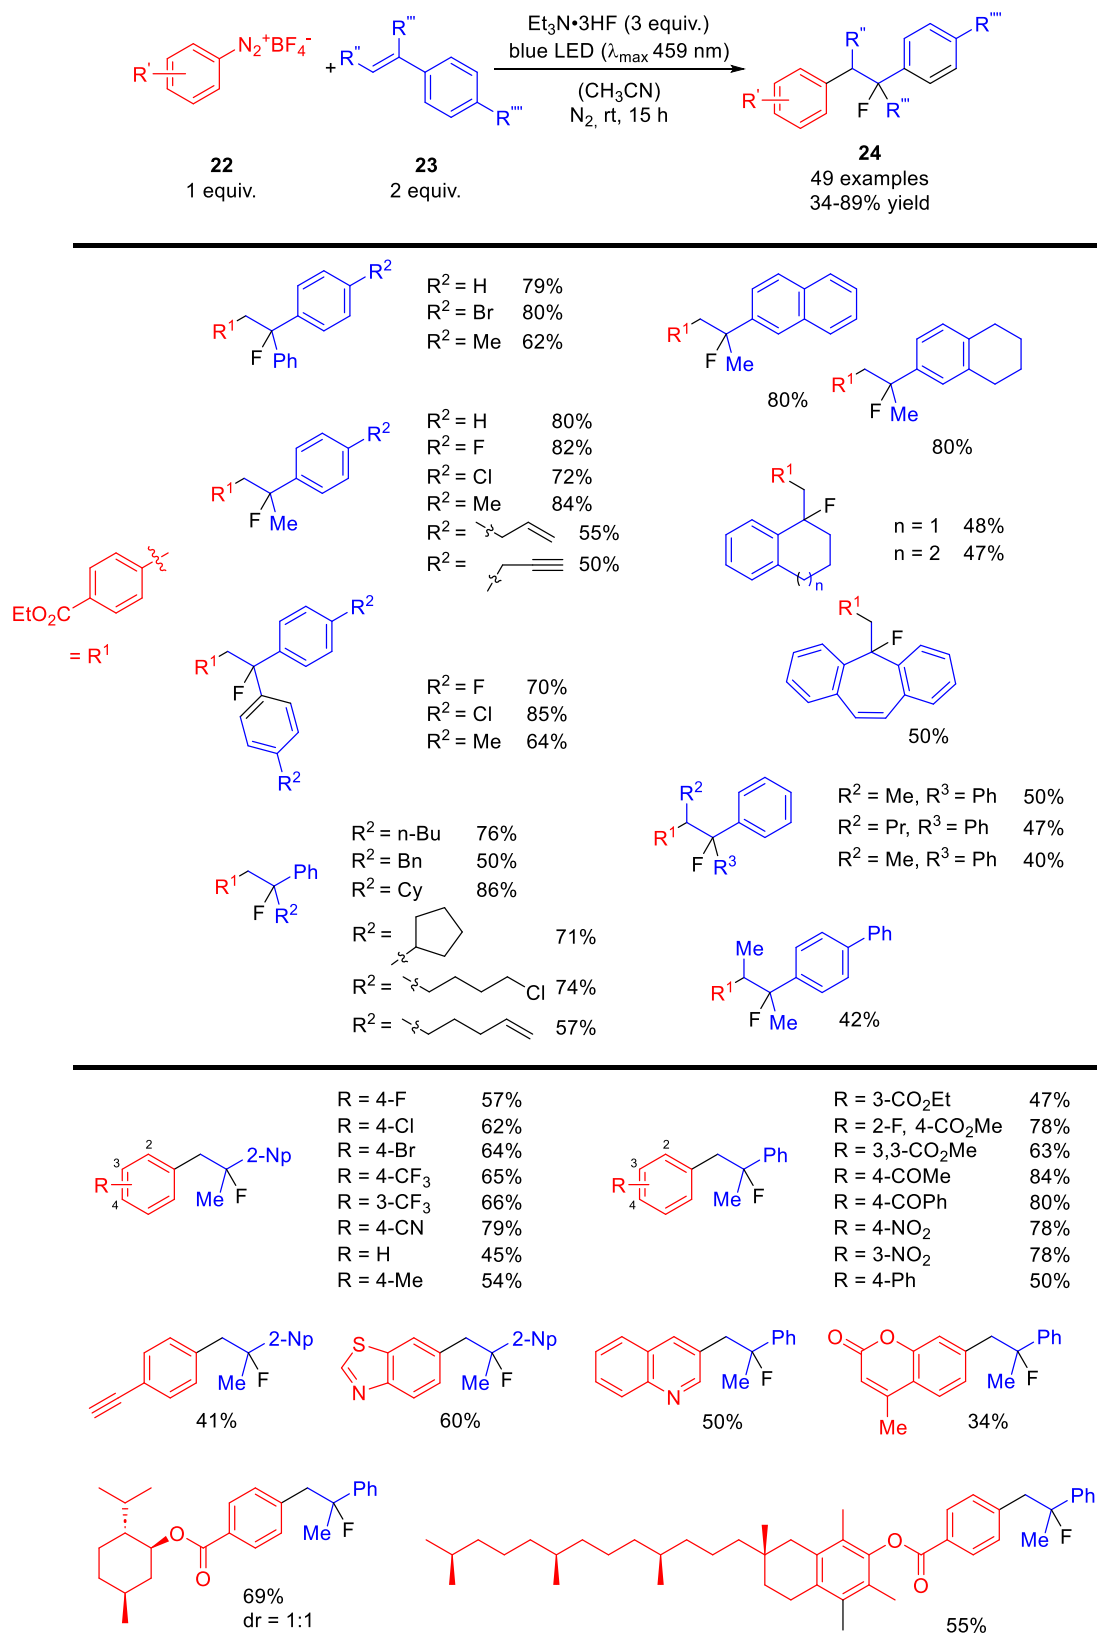 Et₃N•3HF (3 equiv.)
blue LED (λmax 459 nm)
(CH₃CN)
N₂, rt, 15 h
R' N₂⁺BF₄⁻
+
R'' R''' R''''
R' R'' F R''' R''''
22
1 equiv.
23
2 equiv.
24
49 examples
34-89% yield
EtO₂C
= R¹
R¹ F Ph R²
R² = H 79%
R² = Br 80%
R² = Me 62%
R¹ F Me
80%
R¹ F Me
80%
R¹ F Me R²
R² = H 80%
R² = F 82%
R² = Cl 72%
R² = Me 84%
R² = 55%
R² = 50%
R¹ F ( )n
n = 1 48%
n = 2 47%
R¹ F R² R²
R² = F 70%
R² = Cl 85%
R² = Me 64%
R¹ F
50%
R² R¹ F R³
R² = Me, R³ = Ph 50%
R² = Pr, R³ = Ph 47%
R² = Me, R³ = Ph 40%
R¹ F Ph R²
R² = n-Bu 76%
R² = Bn 50%
R² = Cy 86%
R² = 71%
R² = Cl 74%
R² = 57%
Me R¹ F Me Ph
42%
R 2 3 4 2-Np Me F
R = 4-F 57%
R = 4-Cl 62%
R = 4-Br 64%
R = 4-CF₃ 65%
R = 3-CF₃ 66%
R = 4-CN 79%
R = H 45%
R = 4-Me 54%
R 2 3 4 Ph Me F
R = 3-CO₂Et 47%
R = 2-F, 4-CO₂Me 78%
R = 3,3-CO₂Me 63%
R = 4-COMe 84%
R = 4-COPh 80%
R = 4-NO₂ 78%
R = 3-NO₂ 78%
R = 4-Ph 50%
2-Np Me F
41%
S N 2-Np Me F
60%
N Ph Me F
50%
O O Me Ph Me F
34%
O O Ph Me F
69%
dr = 1:1
O O Ph Me F
55%